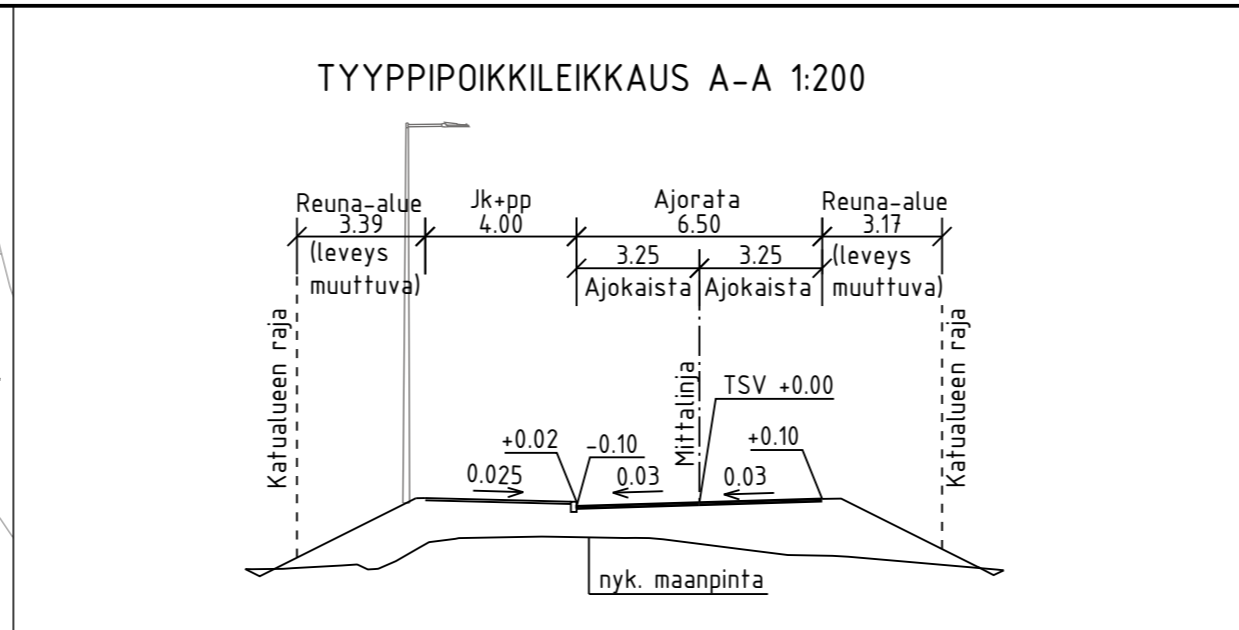 TYYPPIPOIKKILEIKKAUS A-A 1:200
Reuna-alue Jk+pp Ajorata Reuna-alue
3.39 4.00 6.50 3.17
(leveys 3.25 3.25 (leveys
muuttuva) Ajokaista Ajokaista muuttuva)
Katualueen raja
Mittalinja
Katualueen raja
TSV +0.00
+0.02 -0.10 +0.10
0.025 0.03 0.03
nyk. maanpinta